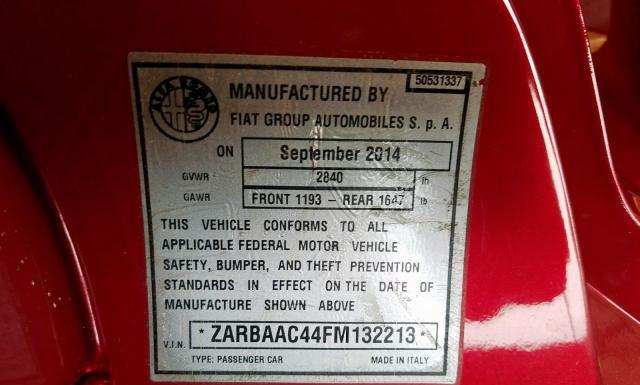 50531337
ALFA ROMEO
MANUFACTURED BY
FIAT GROUP AUTOMOBILES S. p A.
ON September 2014
GVWR 2840 lb
GAWR FRONT 1193 - REAR 1647 lb
THIS VEHICLE CONFORMS TO ALL
APPLICABLE FEDERAL MOTOR VEHICLE
SAFETY, BUMPER, AND THEFT PREVENTION
STANDARDS IN EFFECT ON THE DATE OF
MANUFACTURE SHOWN ABOVE
V.I.N. * ZARBAAC44FM132213 *
TYPE: PASSENGER CAR MADE IN ITALY